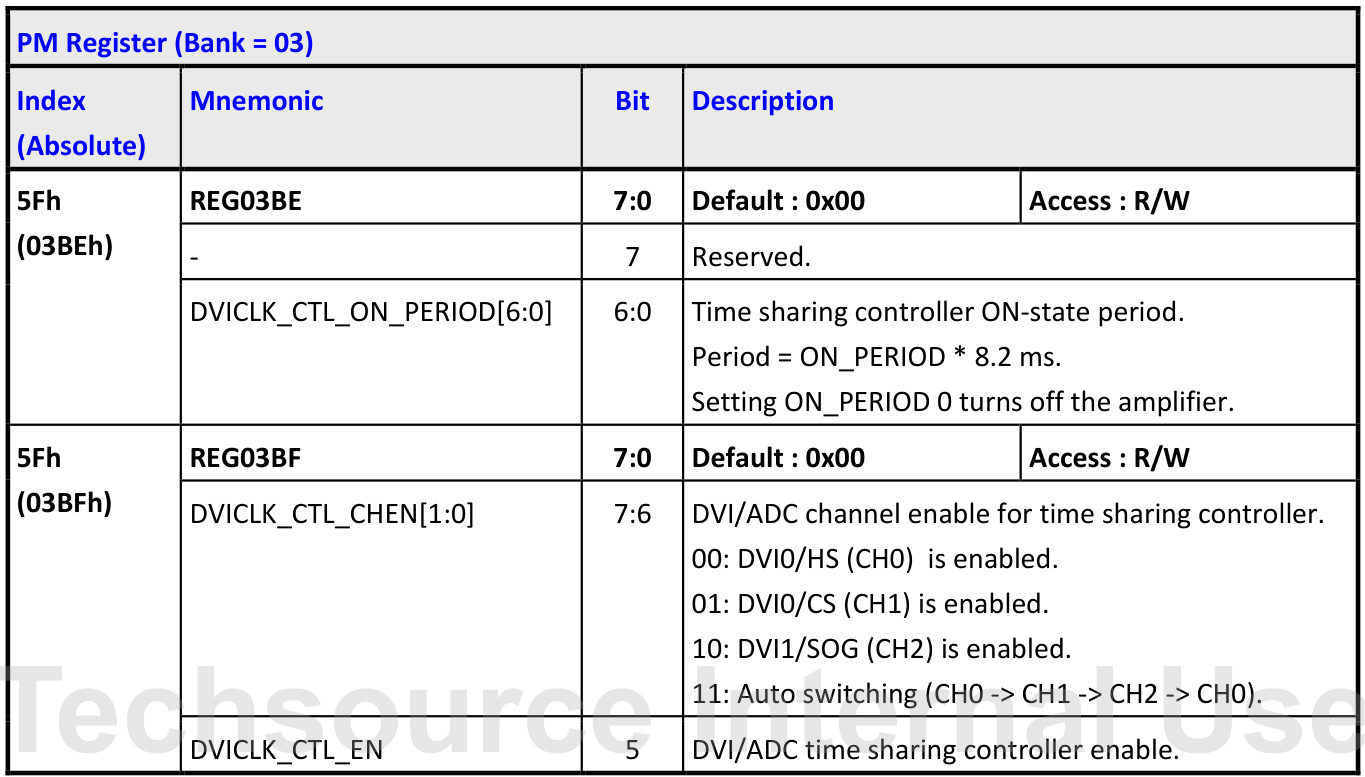 PM Register (Bank = 03)
Index (Absolute) Mnemonic Bit Description
5Fh (03BEh) REG03BE 7:0 Default : 0x00 Access : R/W
- 7 Reserved.
DVICLK_CTL_ON_PERIOD[6:0] 6:0 Time sharing controller ON-state period.
Period = ON_PERIOD * 8.2 ms.
Setting ON_PERIOD 0 turns off the amplifier.
5Fh (03BFh) REG03BF 7:0 Default : 0x00 Access : R/W
DVICLK_CTL_CHEN[1:0] 7:6 DVI/ADC channel enable for time sharing controller.
00: DVI0/HS (CH0) is enabled.
01: DVI0/CS (CH1) is enabled.
10: DVI1/SOG (CH2) is enabled.
11: Auto switching (CH0 -> CH1 -> CH2 -> CH0).
DVICLK_CTL_EN 5 DVI/ADC time sharing controller enable.
Techsource Internal Use